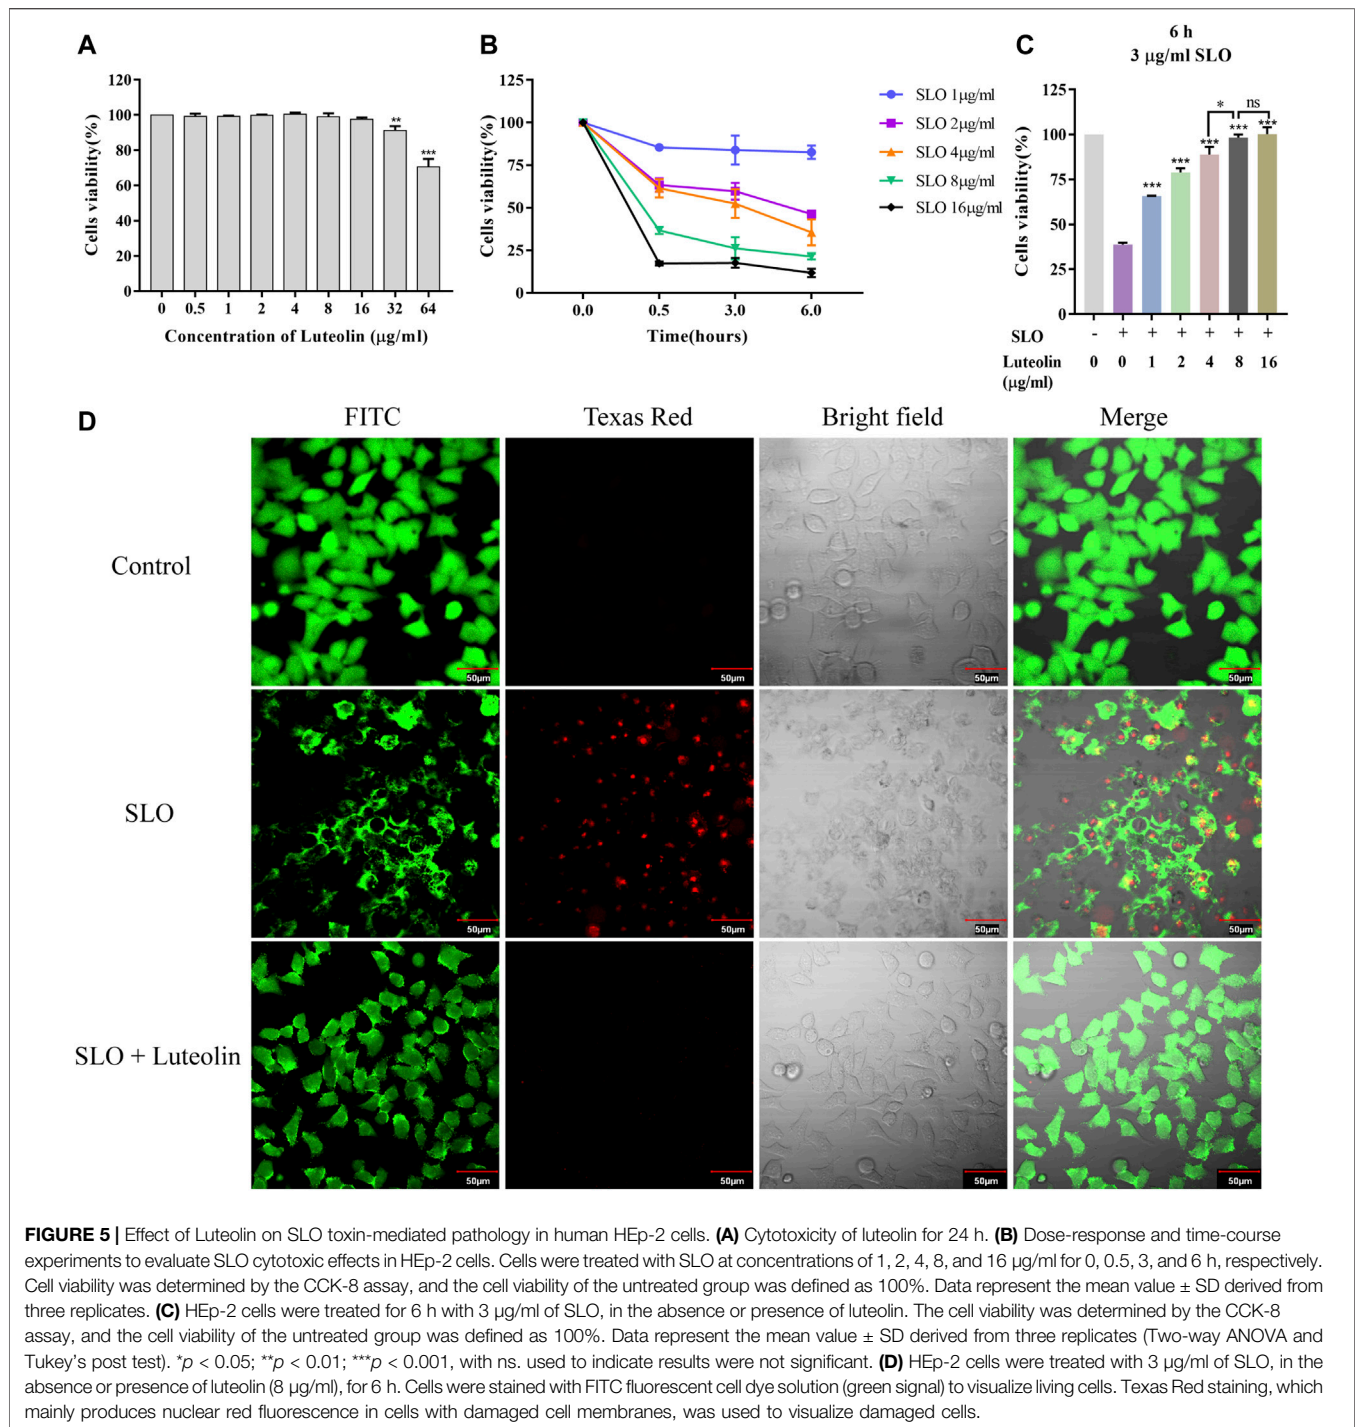 A
120
100
80
60
40
20
0
Cells viability(%)
**
***
0 0.5 1 2 4 8 16 32 64
Concentration of Luteolin (μg/ml)
B
125
100
75
50
25
0
Cells viability(%)
0.0 0.5 3.0 6.0
Time(hours)
SLO 1μg/ml
SLO 2μg/ml
SLO 4μg/ml
SLO 8μg/ml
SLO 16μg/ml
C
6 h
3 μg/ml SLO
125
100
75
50
25
0
Cells viability(%)
*** *** *** *** ***
* ns
SLO - + + + + + +
Luteolin 0 0 1 2 4 8 16
(μg/ml)
D
FITC Texas Red Bright field Merge
Control
50μm 50μm 50μm 50μm
SLO
50μm 50μm 50μm 50μm
SLO + Luteolin
50μm 50μm 50μm 50μm
FIGURE 5 | Effect of Luteolin on SLO toxin-mediated pathology in human HEp-2 cells. (A) Cytotoxicity of luteolin for 24 h. (B) Dose-response and time-course
experiments to evaluate SLO cytotoxic effects in HEp-2 cells. Cells were treated with SLO at concentrations of 1, 2, 4, 8, and 16 μg/ml for 0, 0.5, 3, and 6 h, respectively.
Cell viability was determined by the CCK-8 assay, and the cell viability of the untreated group was defined as 100%. Data represent the mean value ± SD derived from
three replicates. (C) HEp-2 cells were treated for 6 h with 3 μg/ml of SLO, in the absence or presence of luteolin. The cell viability was determined by the CCK-8
assay, and the cell viability of the untreated group was defined as 100%. Data represent the mean value ± SD derived from three replicates (Two-way ANOVA and
Tukey's post test). *p < 0.05; **p < 0.01; ***p < 0.001, with ns. used to indicate results were not significant. (D) HEp-2 cells were treated with 3 μg/ml of SLO, in the
absence or presence of luteolin (8 μg/ml), for 6 h. Cells were stained with FITC fluorescent cell dye solution (green signal) to visualize living cells. Texas Red staining, which
mainly produces nuclear red fluorescence in cells with damaged cell membranes, was used to visualize damaged cells.